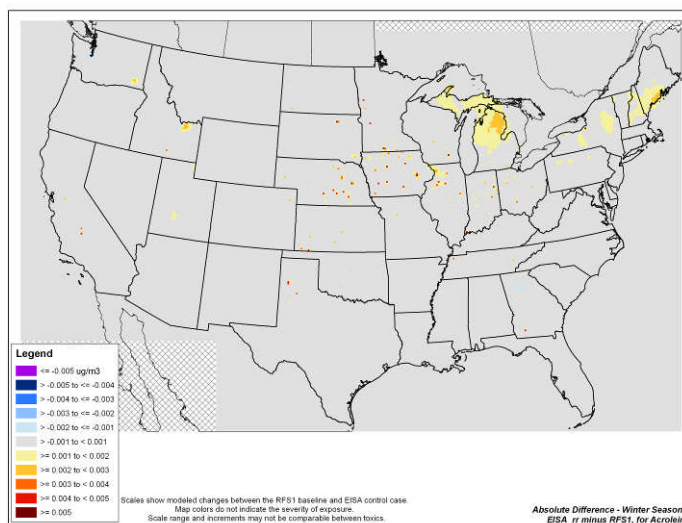 Legend
<= -0.005 ug/m3
> -0.005 to <= -0.004
> -0.004 to <= -0.003
> -0.003 to <= -0.002
> -0.002 to <= -0.001
> -0.001 to < 0.001
>= 0.001 to < 0.002
>= 0.002 to < 0.003
>= 0.003 to < 0.004
>= 0.004 to < 0.005
>= 0.005
Scales show modeled changes between the RFS1 baseline and EISA control case.
Map colors do not indicate the severity of exposure.
Scale range and increments may not be comparable between toxics.
Absolute Difference - Winter Season
EISA_rr minus RFS1, for Acrolein